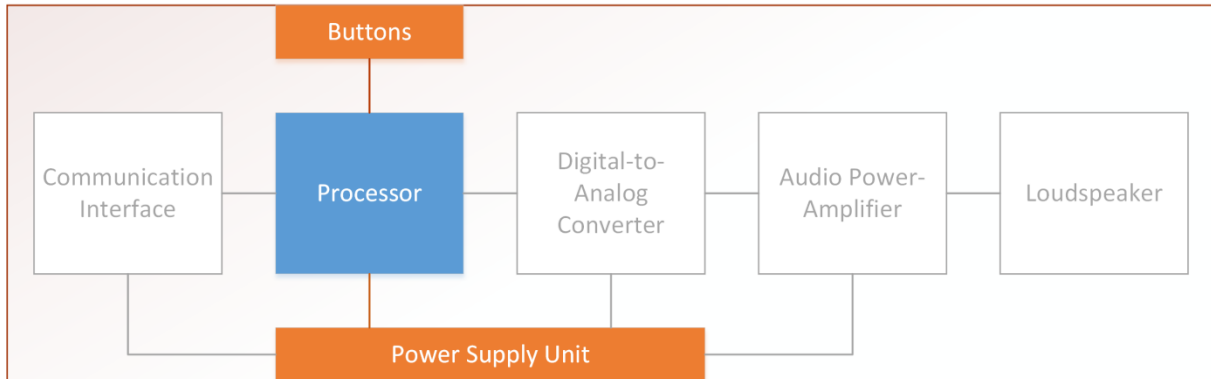 Buttons
Communication
Interface
Processor
Digital-to-
Analog
Converter
Audio Power-
Amplifier
Loudspeaker
Power Supply Unit